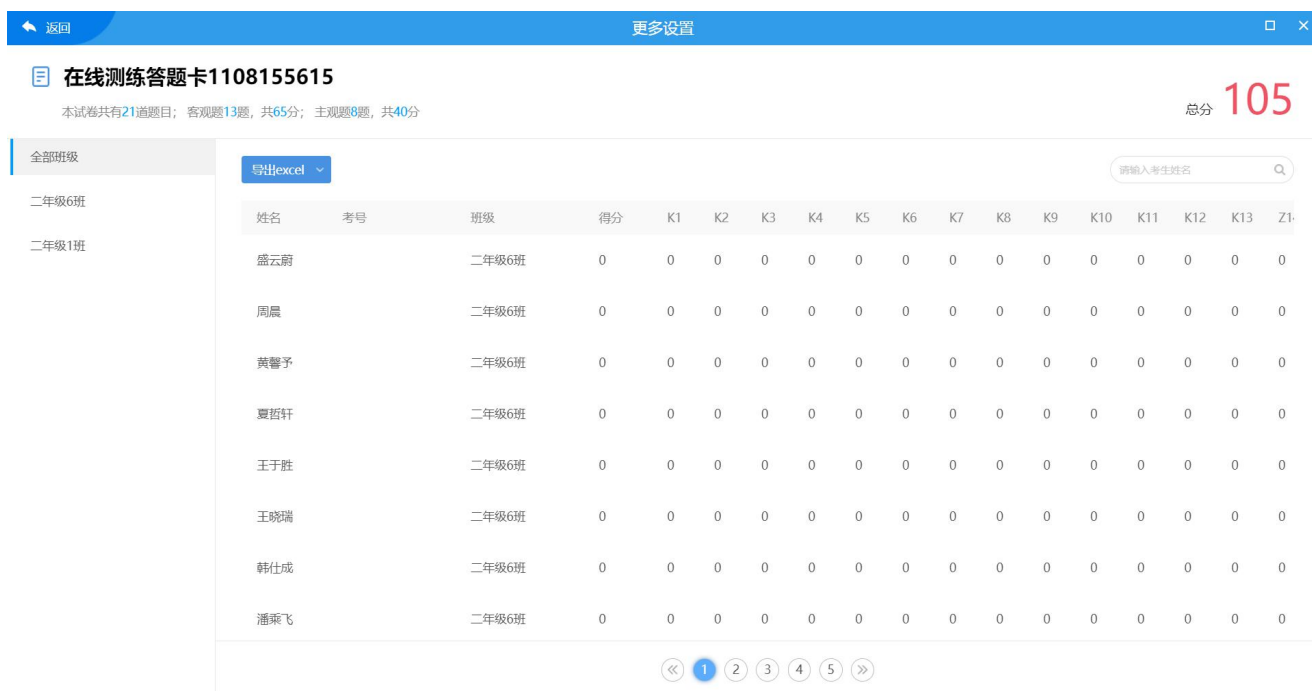 返回 更多设置
在线测练答题卡1108155615
本试卷共有21道题目; 客观题13题, 共65分; 主观题8题, 共40分 总分 105
全部班级
二年级6班
二年级1班
导出excel 请输入考生姓名
姓名 考号 班级 得分 K1 K2 K3 K4 K5 K6 K7 K8 K9 K10 K11 K12 K13
盛云蔚 二年级6班 0 0 0 0 0 0 0 0 0 0 0 0 0 0 0
周晨 二年级6班 0 0 0 0 0 0 0 0 0 0 0 0 0 0 0
黄馨予 二年级6班 0 0 0 0 0 0 0 0 0 0 0 0 0 0 0
夏哲轩 二年级6班 0 0 0 0 0 0 0 0 0 0 0 0 0 0 0
王于胜 二年级6班 0 0 0 0 0 0 0 0 0 0 0 0 0 0 0
王晓瑞 二年级6班 0 0 0 0 0 0 0 0 0 0 0 0 0 0 0
韩仕成 二年级6班 0 0 0 0 0 0 0 0 0 0 0 0 0 0 0
潘乘飞 二年级6班 0 0 0 0 0 0 0 0 0 0 0 0 0 0 0
1 2 3 4 5